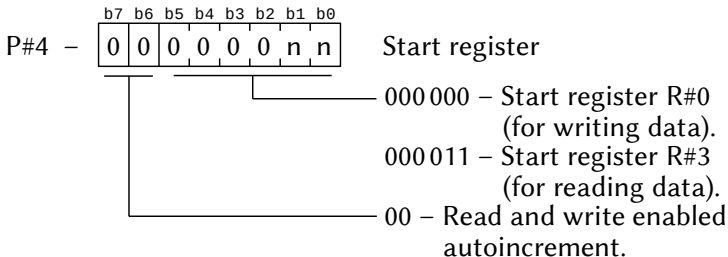 b7 b6 b5 b4 b3 b2 b1 b0
P#4 – 0 0 0 0 0 0 n n Start register
000 000 – Start register R#0
(for writing data).
000 011 – Start register R#3
(for reading data).
00 – Read and write enabled
autoincrement.